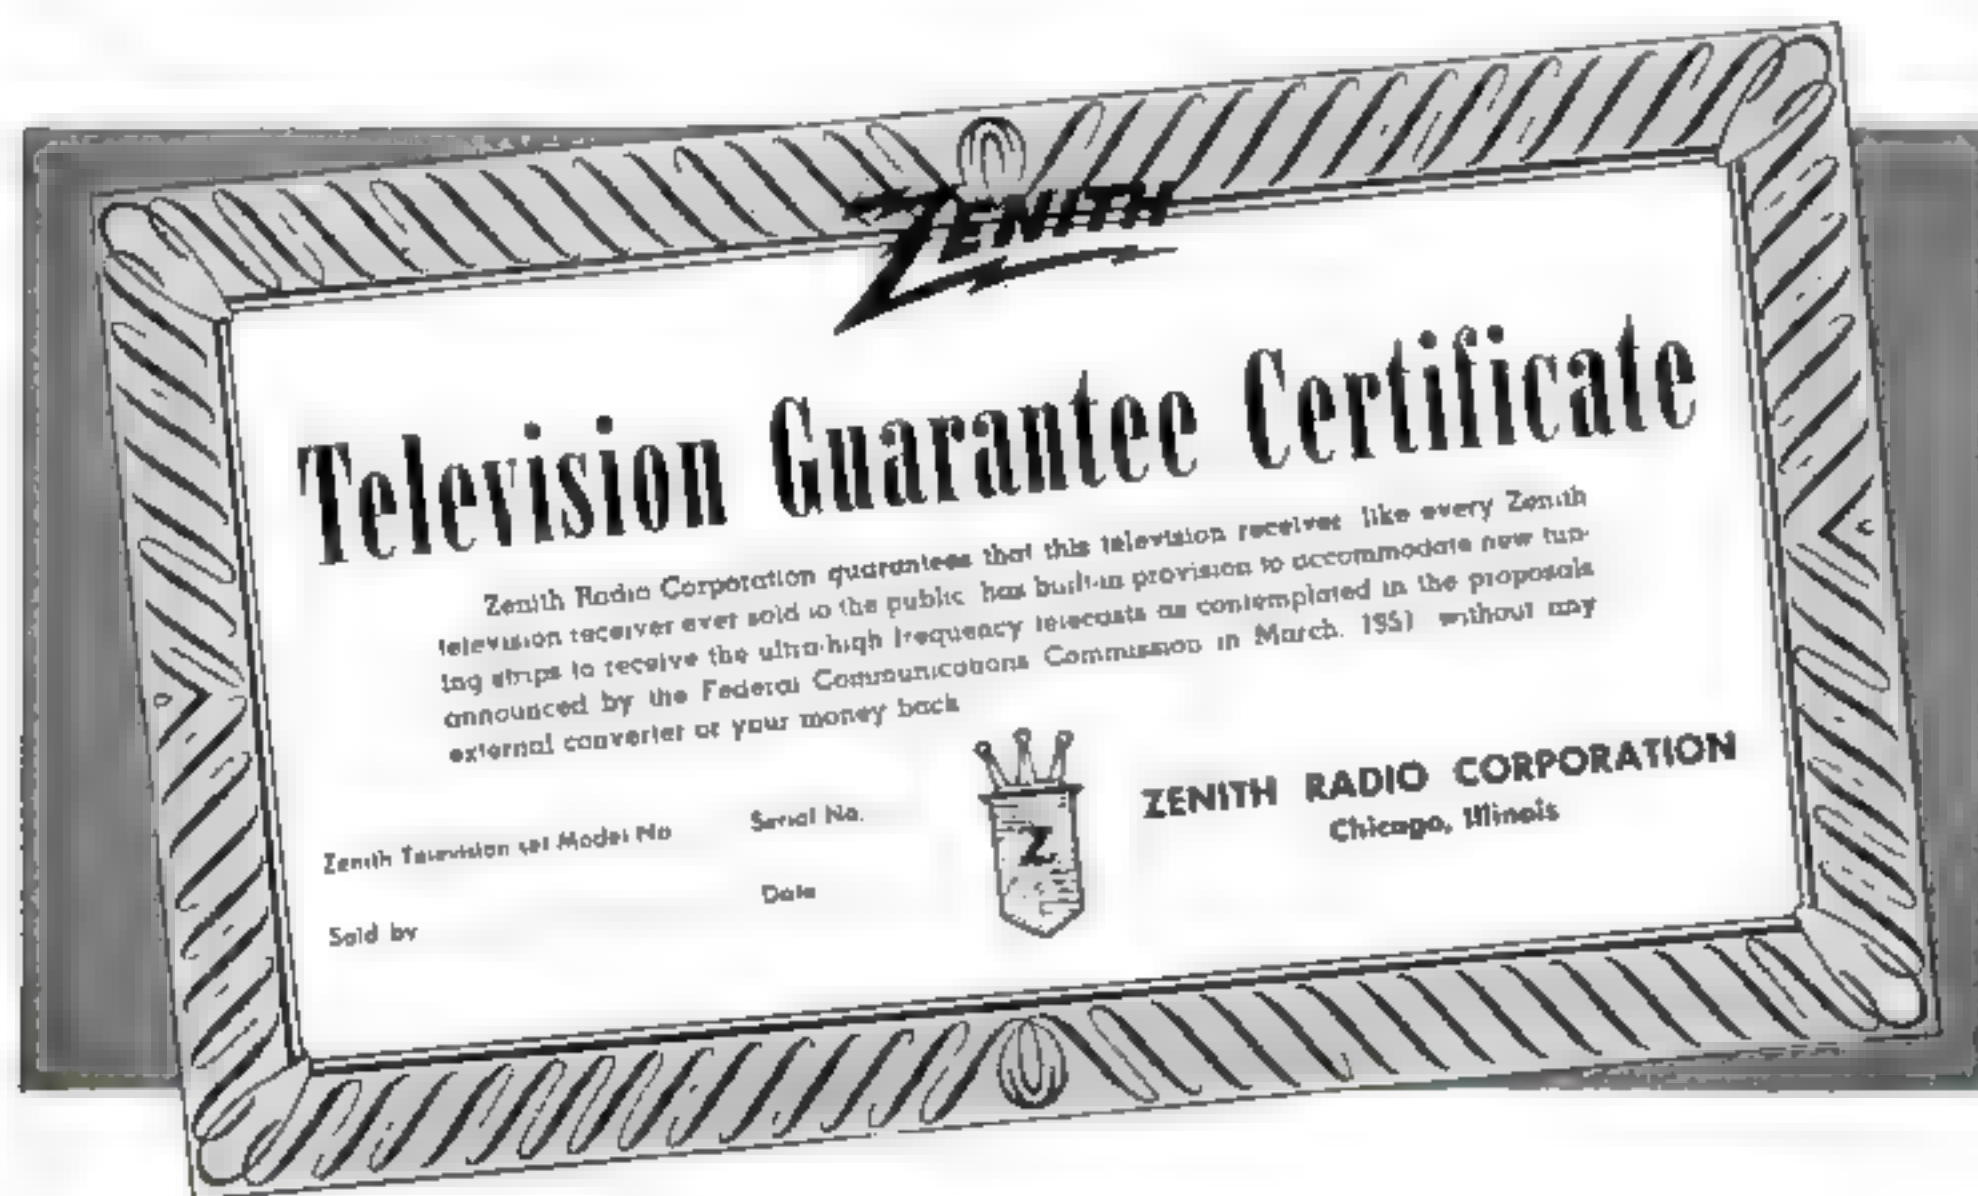 ZENITH
Television Guarantee Certificate
Zenith Radio Corporation guarantees that this television receiver like every Zenith
television receiver ever sold to the public has built-in provision to accommodate new tun-
ing strips to receive the ultra-high frequency telecasts as contemplated in the proposals
announced by the Federal Communications Commission in March, 1951 without any
external converter or your money back
Zenith Television set Model No
Serial No.
Sold by
Date
Z
ZENITH RADIO CORPORATION
Chicago, Illinois